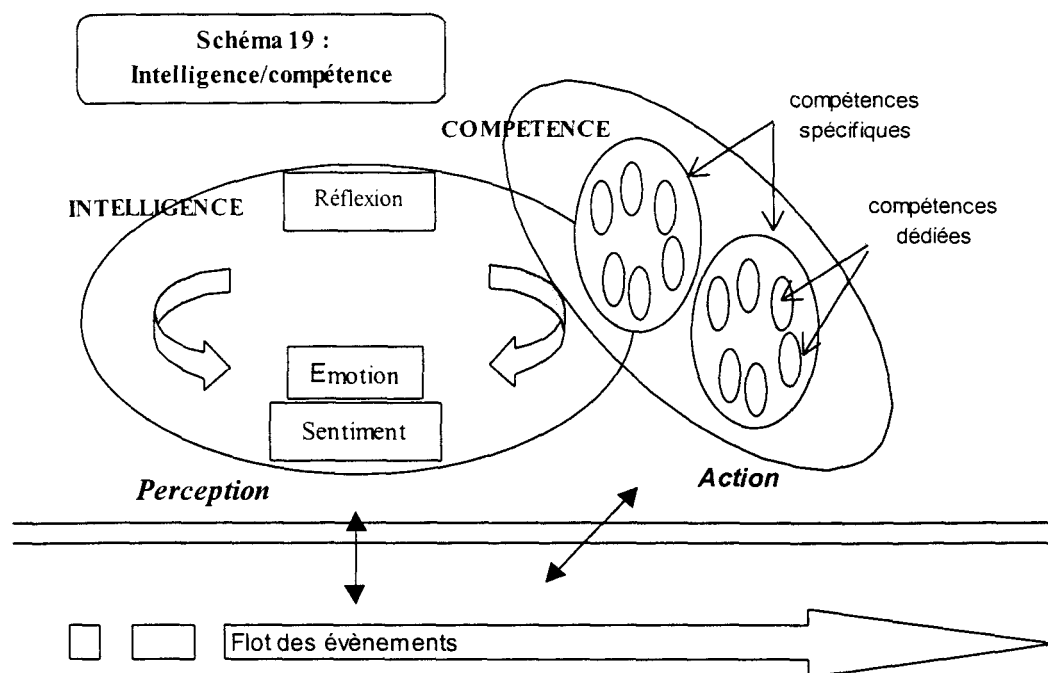 Schéma 19 :
Intelligence/compétence
compétences
spécifiques
COMPETENCE
INTELLIGENCE
Réflexion
compétences
dédiées
Emotion
Sentiment
Perception
Action
Flot des évènements